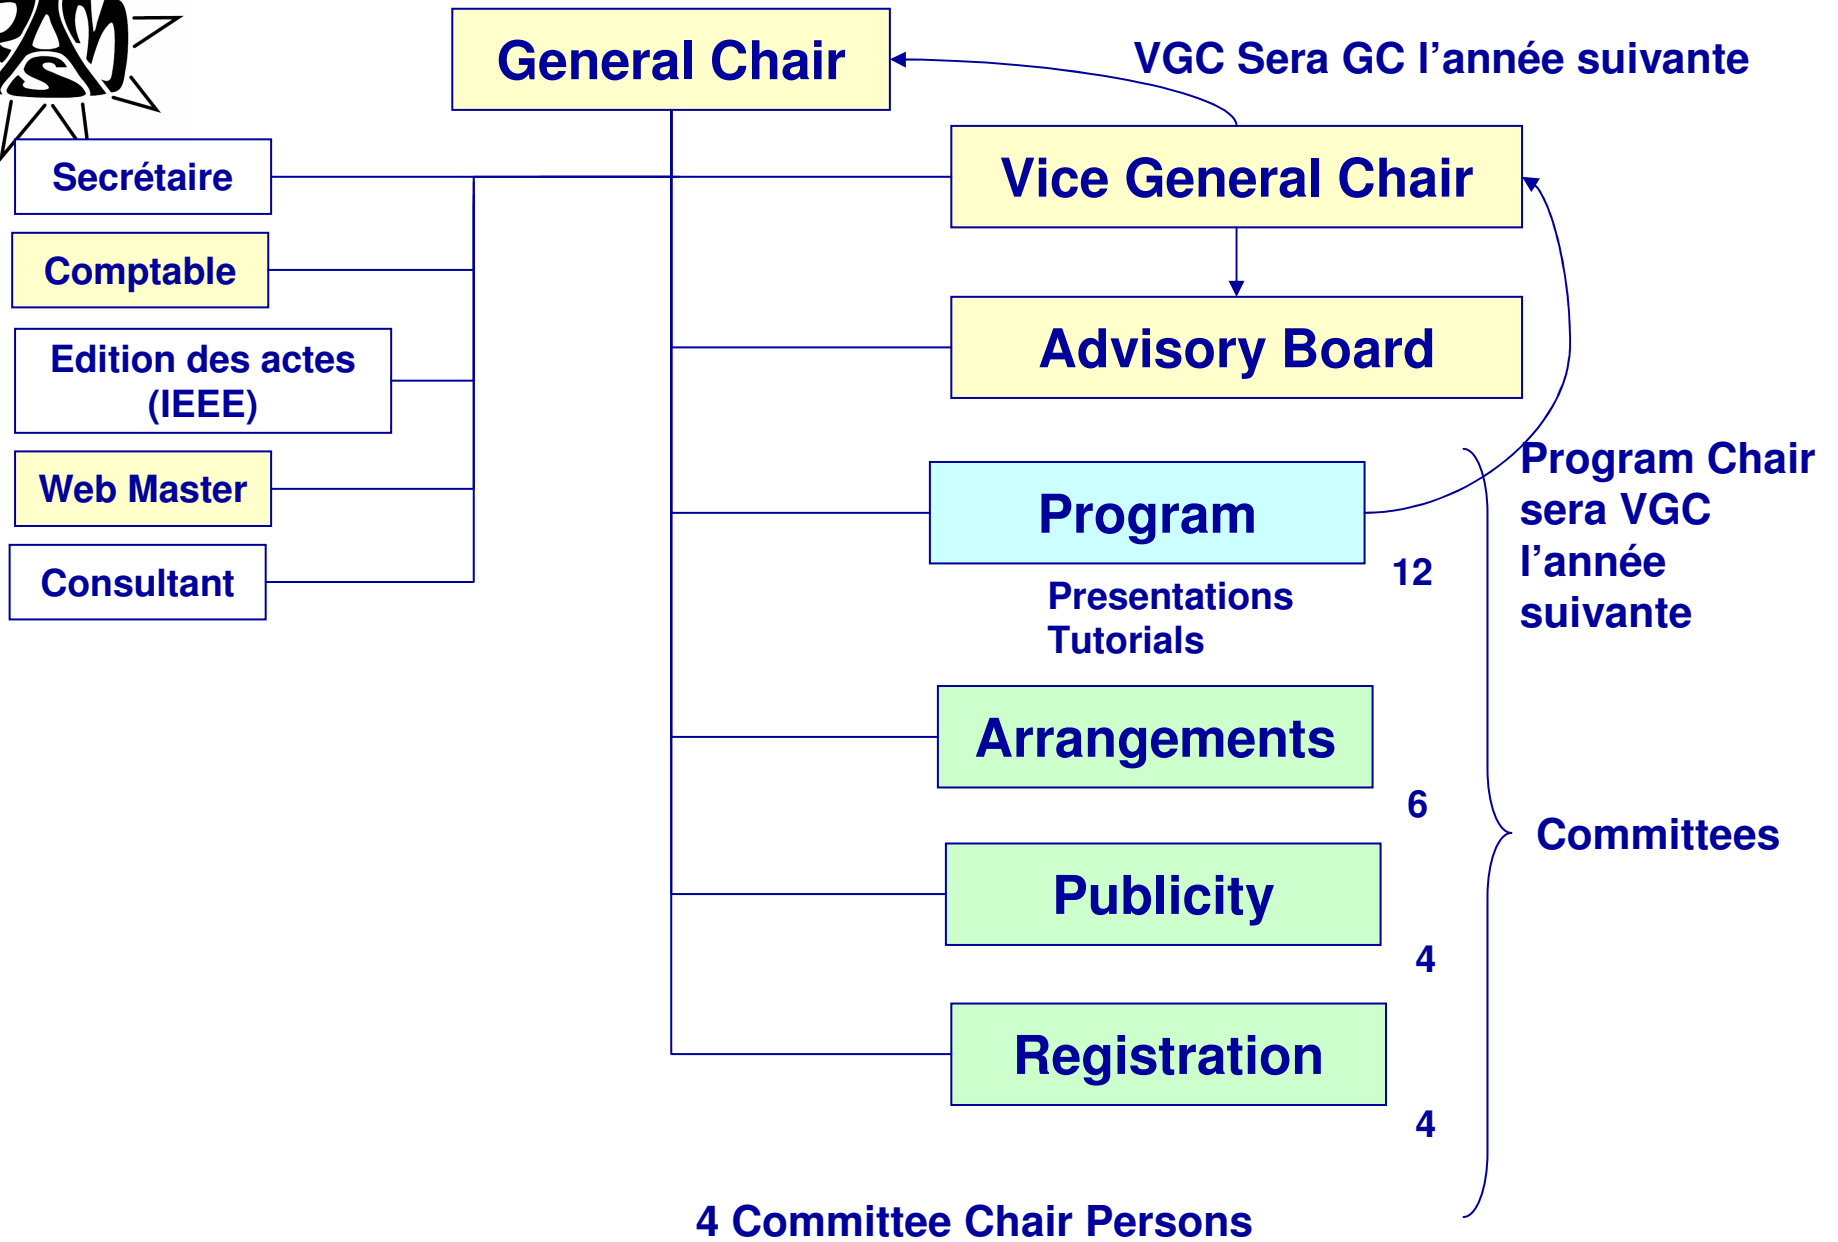 General Chair
VGC Sera GC l'année suivante
Vice General Chair
Secrétaire
Comptable
Edition des actes
(IEEE)
Web Master
Consultant
Advisory Board
Program
12
Presentations
Tutorials
Program Chair
sera VGC
l'année
suivante
Arrangements
6
Committees
Publicity
4
Registration
4
4 Committee Chair Persons